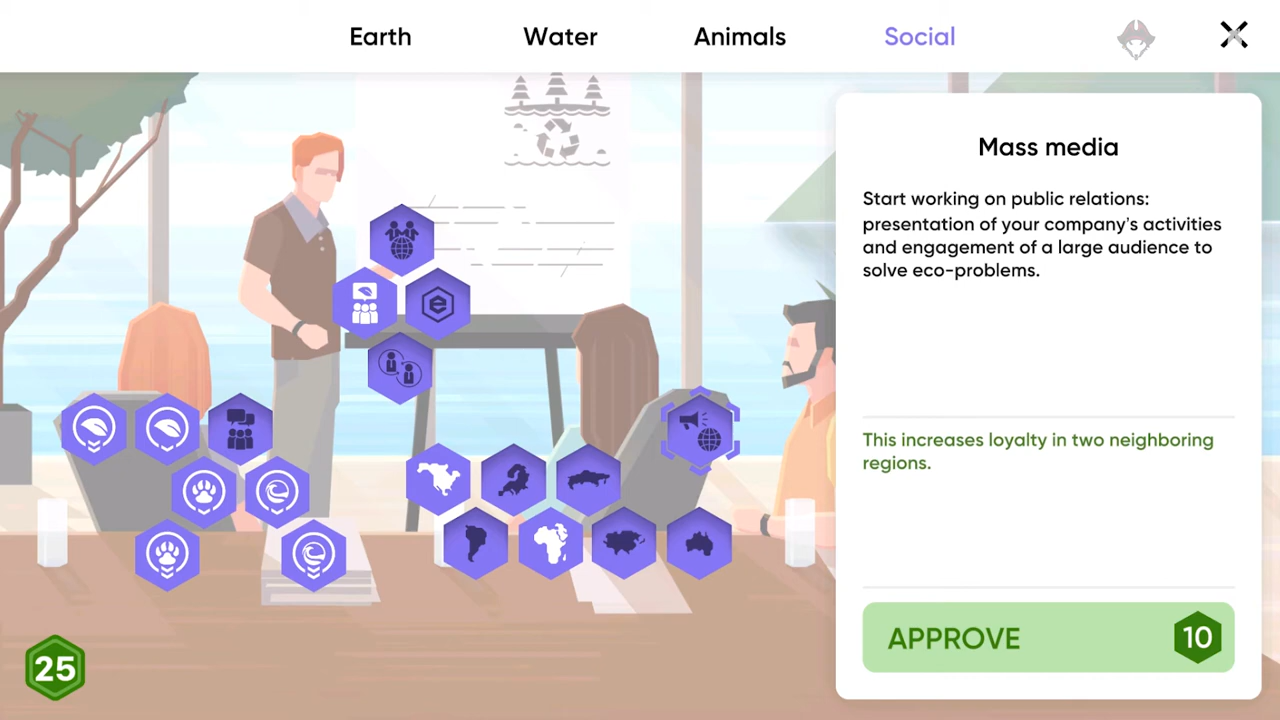 Earth Water Animals Social
Mass media
Start working on public relations:
presentation of your company's activities
and engagement of a large audience to
solve eco-problems.
This increases loyalty in two neighboring
regions.
APPROVE 10
e
25